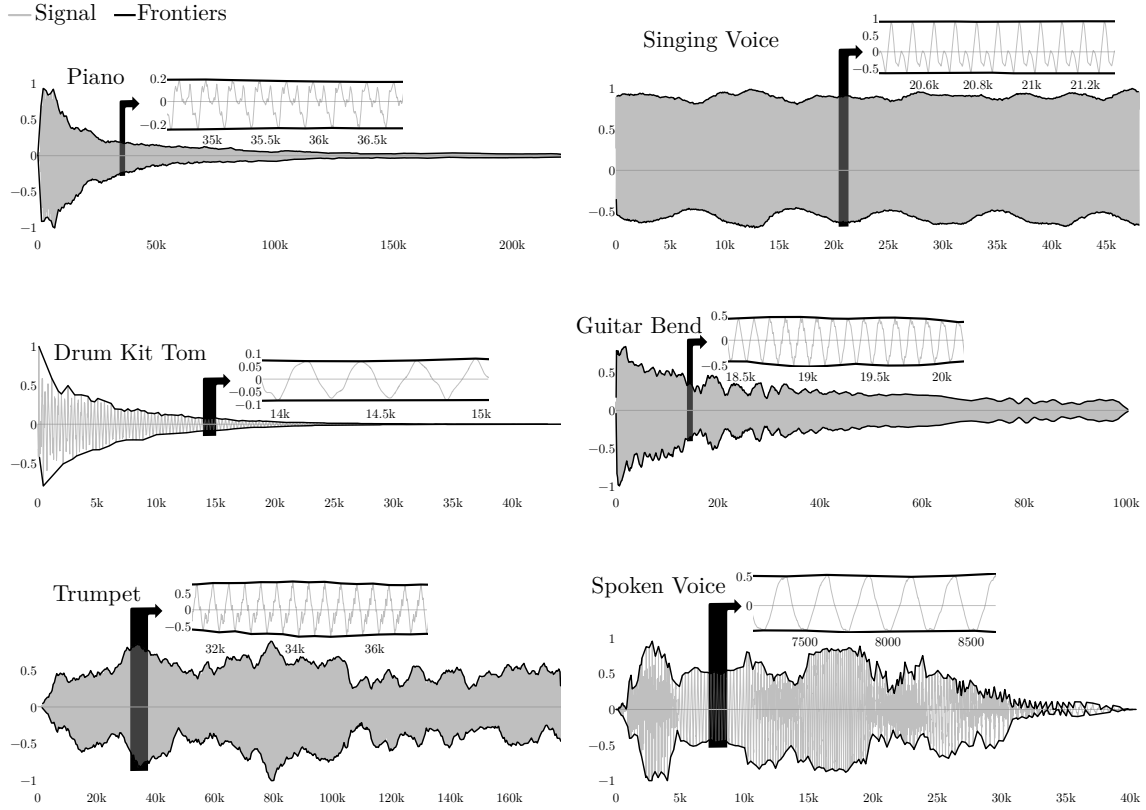 Signal Frontiers
Piano
0.2
0
−0.2
35k 35.5k 36k 36.5k
1
0.5
0
−0.5
−1
0 50k 100k 150k 200k
Singing Voice
1
0.5
0
−0.5
20.6k 20.8k 21k 21.2k
1
0.5
0
−0.5
0 5k 10k 15k 20k 25k 30k 35k 40k 45k
Drum Kit Tom
0.1
0.05
0
−0.05
−0.1
14k 14.5k 15k
1
0.5
0
−0.5
0 5k 10k 15k 20k 25k 30k 35k 40k
Guitar Bend
0.5
0
−0.5
18.5k 19k 19.5k 20k
0.5
0
−0.5
−1
0 20k 40k 60k 80k 100k
Trumpet
0.5
0
−0.5
32k 34k 36k
0.5
0
−0.5
−1
0 20k 40k 60k 80k 100k 120k 140k 160k
Spoken Voice
0.5
0
7500 8000 8500
1
0.5
0
−0.5
−1
0 5k 10k 15k 20k 25k 30k 35k 40k